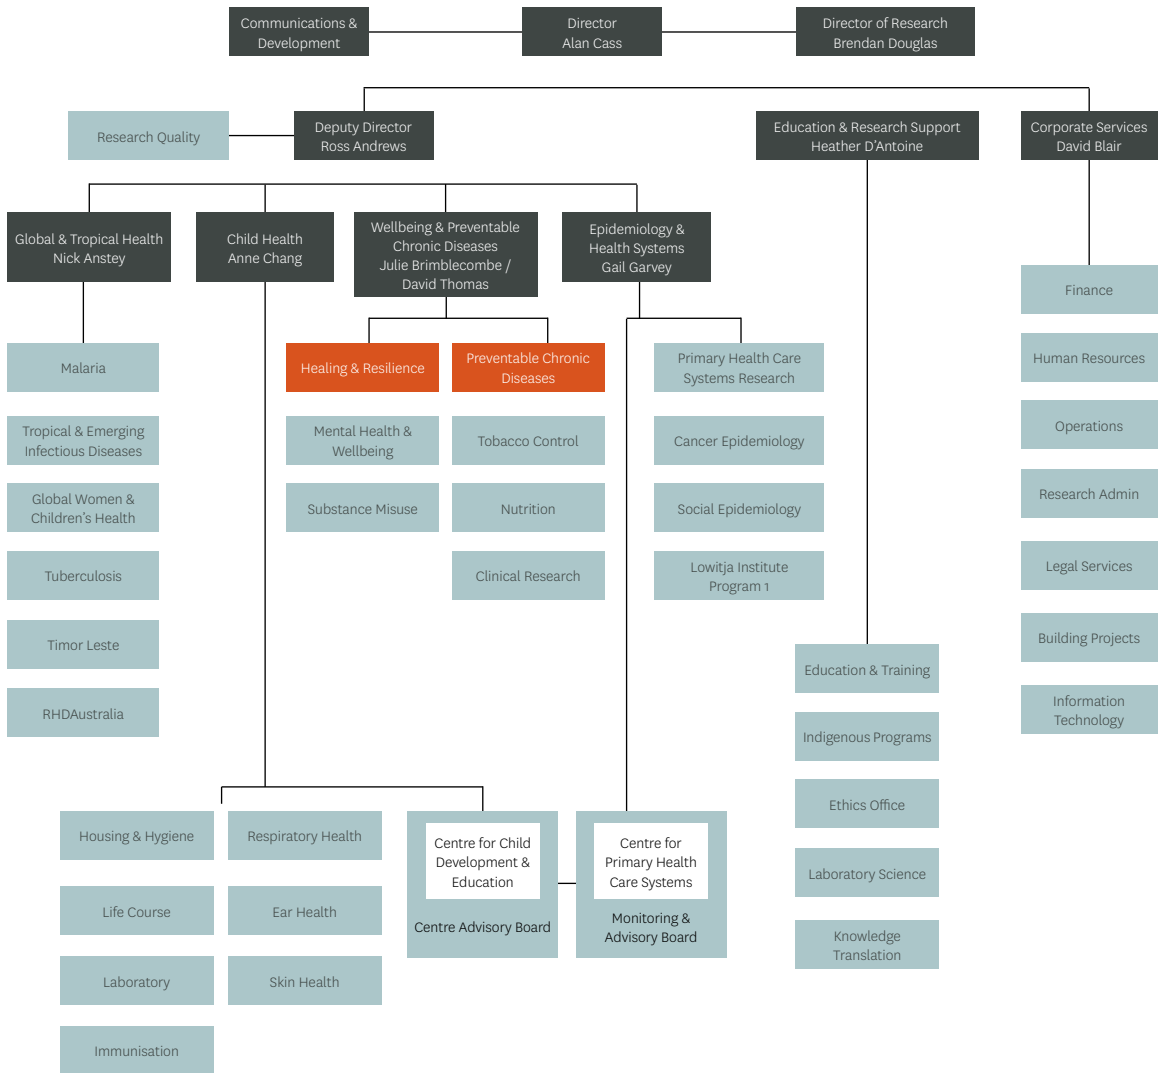 Communications &
Development
Director
Alan Cass
Director of Research
Brendan Douglas
Research Quality
Deputy Director
Ross Andrews
Education & Research Support
Heather D’Antoine
Corporate Services
David Blair
Global & Tropical Health
Nick Anstey
Child Health
Anne Chang
Wellbeing & Preventable
Chronic Diseases
Julie Brimblecombe /
David Thomas
Epidemiology &
Health Systems
Gail Garvey
Malaria
Tropical & Emerging
Infectious Diseases
Global Women &
Children’s Health
Tuberculosis
Timor Leste
RHDAustralia
Healing & Resilience
Mental Health &
Wellbeing
Substance Misuse
Preventable Chronic
Diseases
Tobacco Control
Nutrition
Clinical Research
Primary Health Care
Systems Research
Cancer Epidemiology
Social Epidemiology
Lowitja Institute
Program 1
Finance
Human Resources
Operations
Research Admin
Legal Services
Building Projects
Information
Technology
Education & Training
Indigenous Programs
Ethics Office
Laboratory Science
Knowledge
Translation
Housing & Hygiene
Life Course
Laboratory
Immunisation
Respiratory Health
Ear Health
Skin Health
Centre for Child
Development &
Education
Centre Advisory Board
Centre for
Primary Health
Care Systems
Monitoring &
Advisory Board